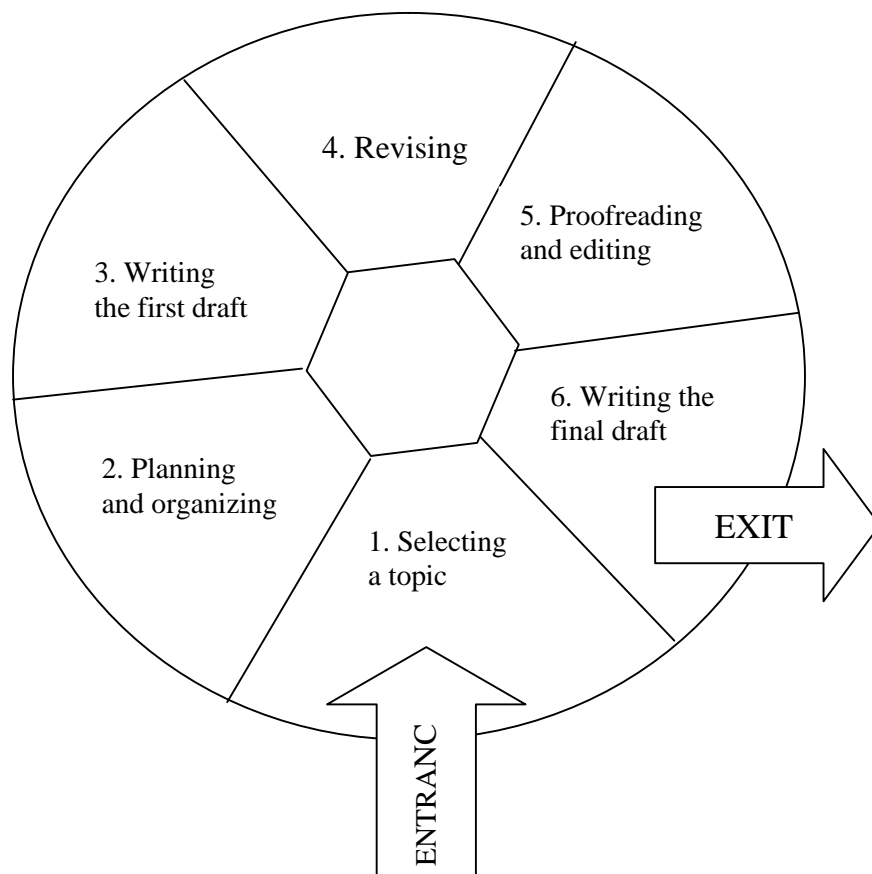 4. Revising
5. Proofreading
and editing
3. Writing
the first draft
6. Writing the
final draft
2. Planning
and organizing
EXIT
1. Selecting
a topic
ENTRANC